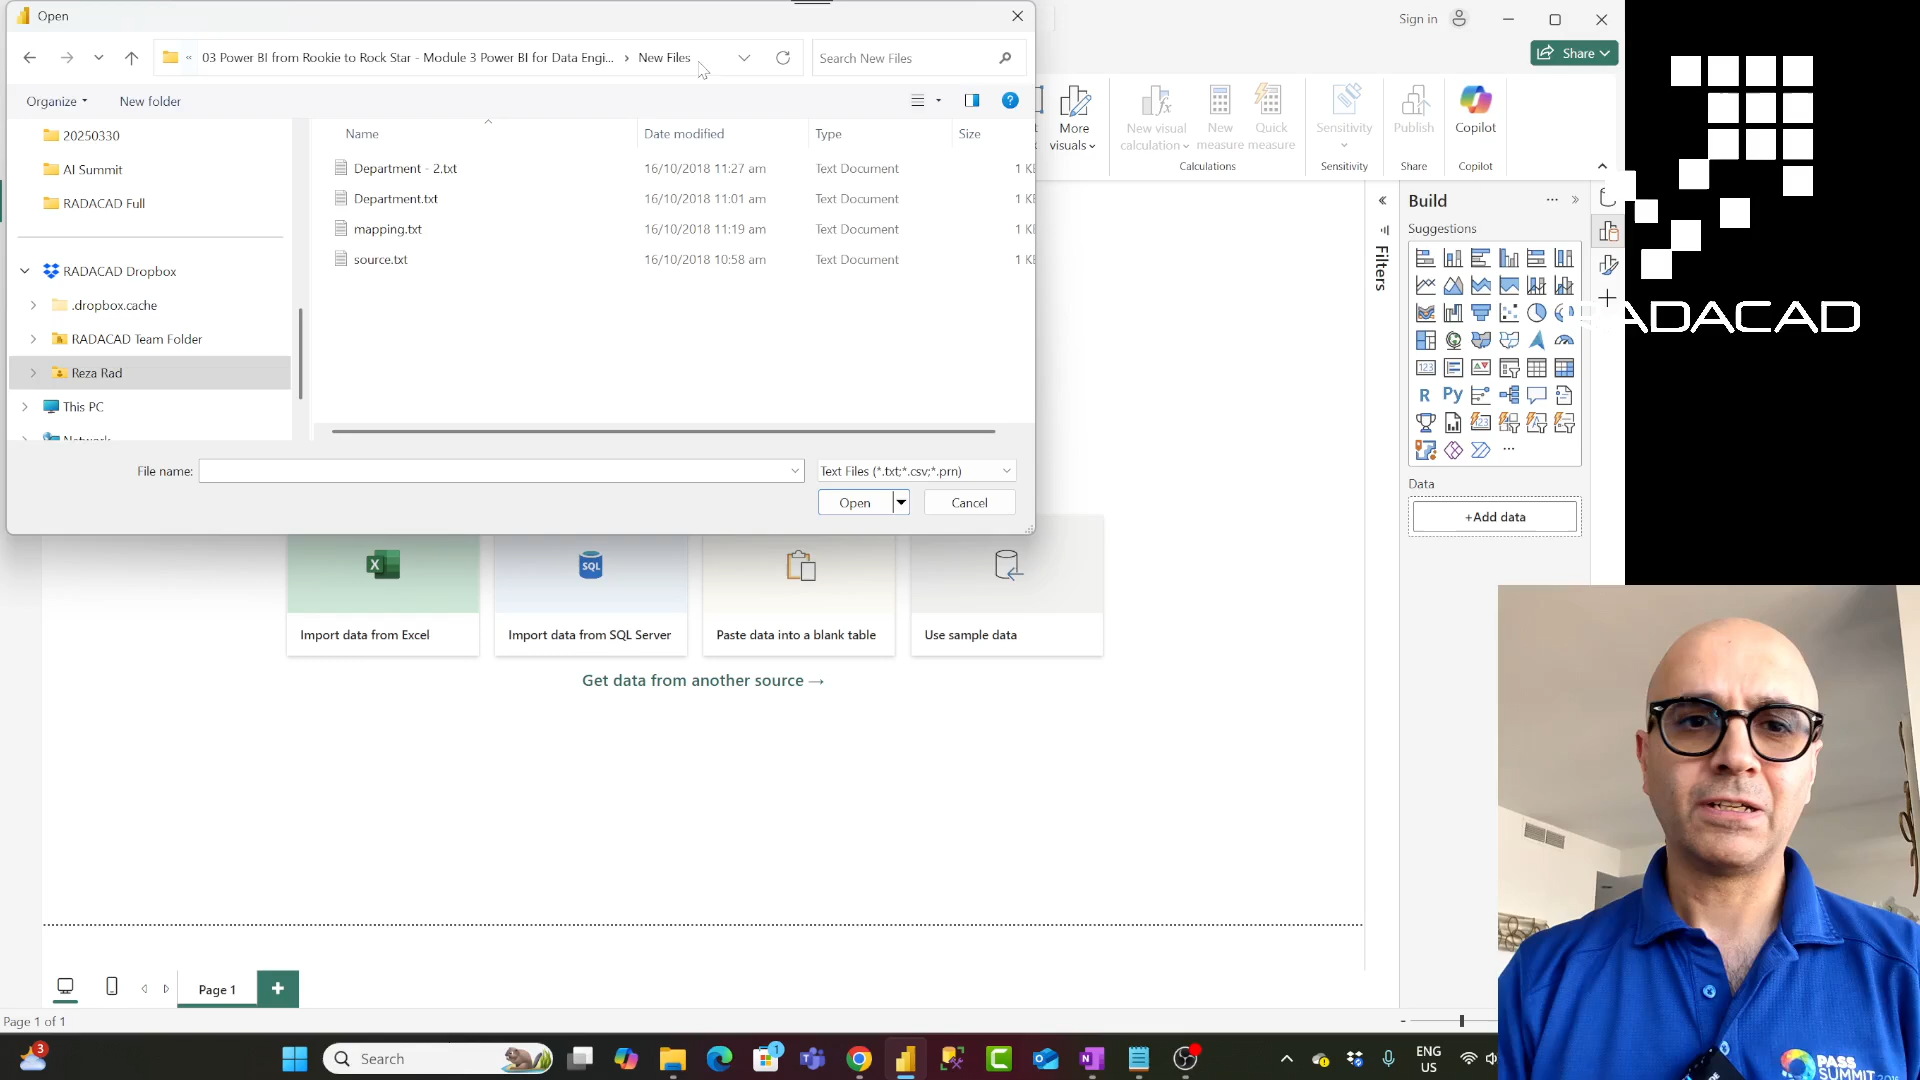 Open
Sign in
« 03 Power BI from Rookie to Rock Star - Module 3 Power BI for Data Engi... › New Files
Search New Files
Share
Organize
New folder
More visuals
New visual calculation
New measure
Quick measure
Sensitivity
Publish
Copilot
Calculations
Sensitivity
Share
Copilot
20250330
AI Summit
RADACAD Full
RADACAD Dropbox
.dropbox.cache
RADACAD Team Folder
Reza Rad
This PC
Network
Name
Date modified
Type
Size
Department - 2.txt
16/10/2018 11:27 am
Text Document
Department.txt
16/10/2018 11:01 am
Text Document
mapping.txt
16/10/2018 11:19 am
Text Document
source.txt
16/10/2018 10:58 am
Text Document
File name:
Text Files (*.txt;*.csv;*.prn)
Open
Cancel
Filters
Build
Suggestions
123
R
Py
Data
+Add data
RADACAD
SQL
Import data from Excel
Import data from SQL Server
Paste data into a blank table
Use sample data
Get data from another source →
Page 1
Page 1 of 1
3
Search
1
ENG
US
PASS
SUMMIT